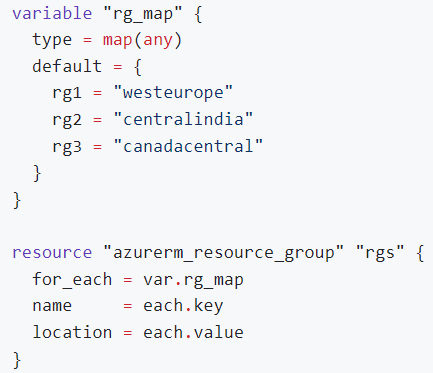 variable "rg_map" {
  type = map(any)
  default = {
    rg1 = "westeurope"
    rg2 = "centralindia"
    rg3 = "canadacentral"
  }
}

resource "azurerm_resource_group" "rgs" {
  for_each = var.rg_map
  name     = each.key
  location = each.value
}